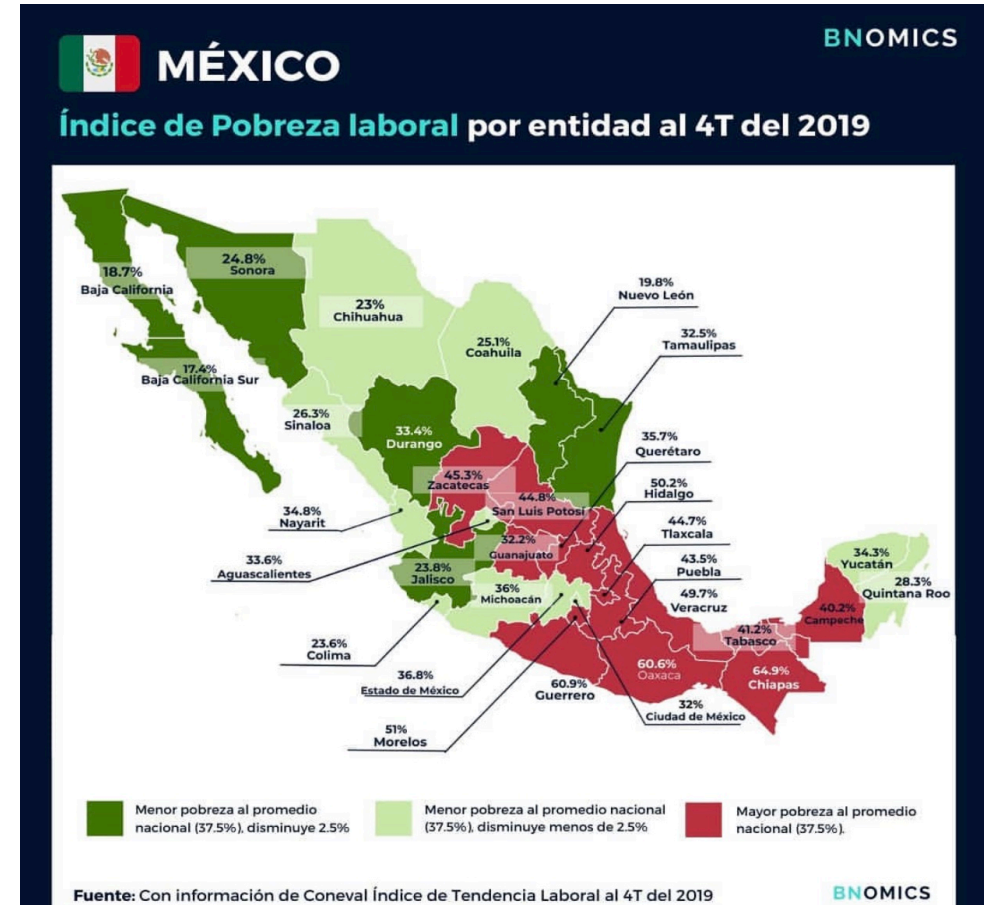 BNOMICS
MÉXICO
Índice de Pobreza laboral por entidad al 4T del 2019
18.7%
Baja California
24.8%
Sonora
23%
Chihuahua
25.1%
Coahuila
19.8%
Nuevo León
32.5%
Tamaulipas
17.4%
Baja California Sur
26.3%
Sinaloa
33.4%
Durango
35.7%
Querétaro
45.3%
Zacatecas
50.2%
Hidalgo
44.8%
San Luis Potosí
34.8%
Nayarit
44.7%
Tlaxcala
32.2%
Guanajuato
33.6%
Aguascalientes
23.8%
Jalisco
43.5%
Puebla
34.3%
Yucatán
28.3%
Quintana Roo
36%
Michoacán
49.7%
Veracruz
40.2%
Campeche
41.2%
Tabasco
23.6%
Colima
36.8%
Estado de México
60.9%
Guerrero
60.6%
Oaxaca
64.9%
Chiapas
32%
Ciudad de México
51%
Morelos
Menor pobreza al promedio
nacional (37.5%), disminuye 2.5%
Menor pobreza al promedio nacional
(37.5%), disminuye menos de 2.5%
Mayor pobreza al promedio
nacional (37.5%).
Fuente: Con información de Coneval Índice de Tendencia Laboral al 4T del 2019
BNOMICS